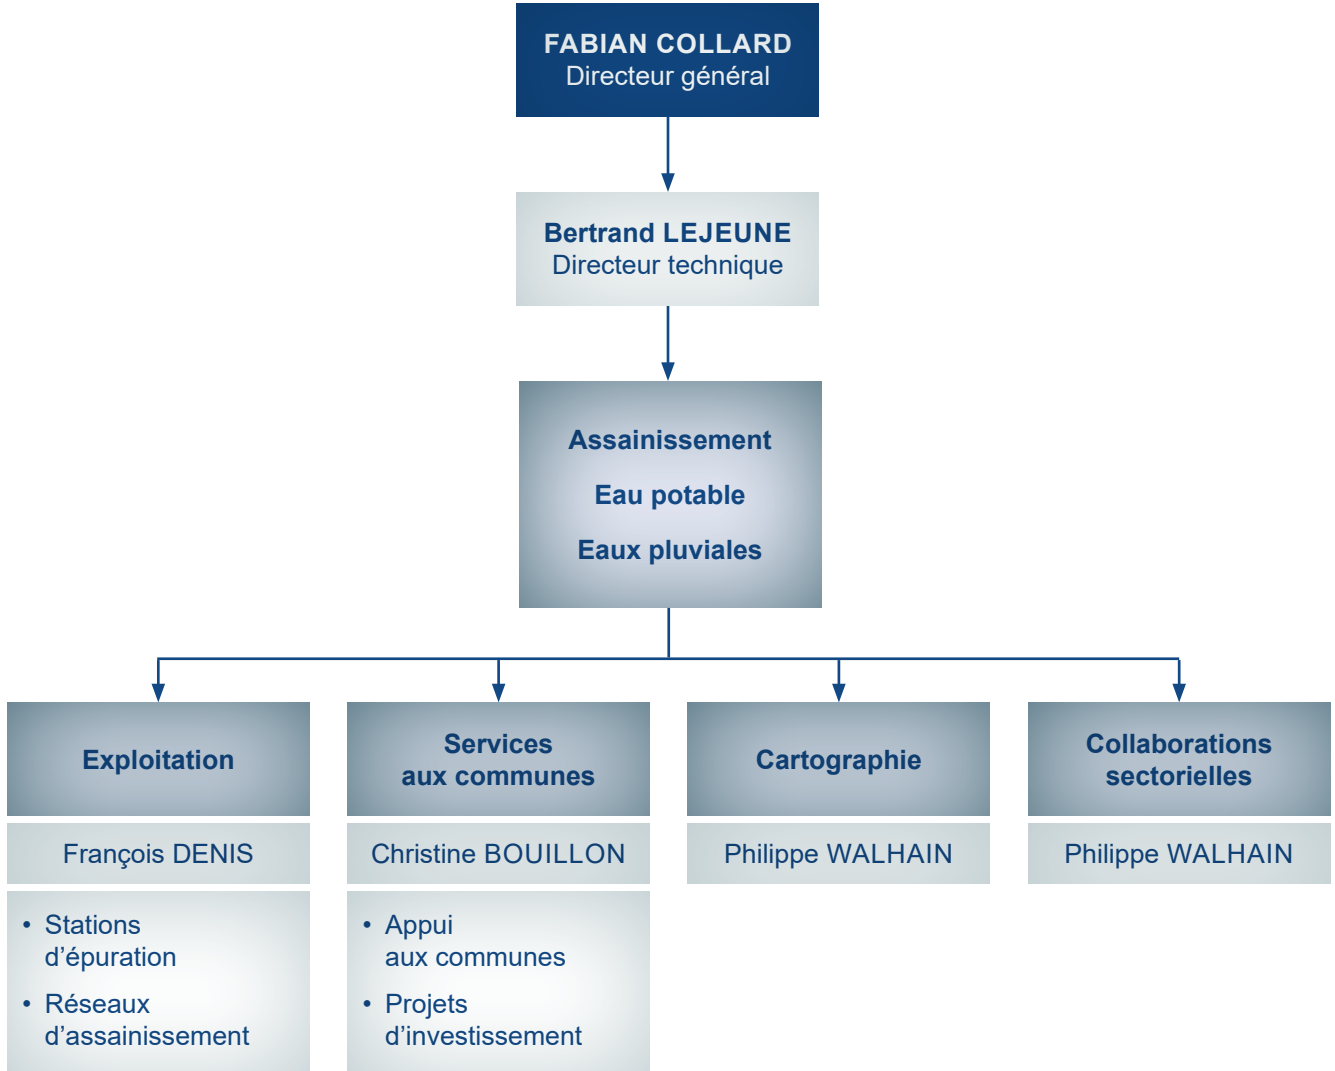 FABIAN COLLARD
Directeur général
Bertrand LEJEUNE
Directeur technique
Assainissement
Eau potable
Eaux pluviales
Exploitation
François DENIS
• Stations
d’épuration
• Réseaux
d’assainissement
Services
aux communes
Christine BOUILLON
• Appui
aux communes
• Projets
d’investissement
Cartographie
Philippe WALHAIN
Collaborations
sectorielles
Philippe WALHAIN